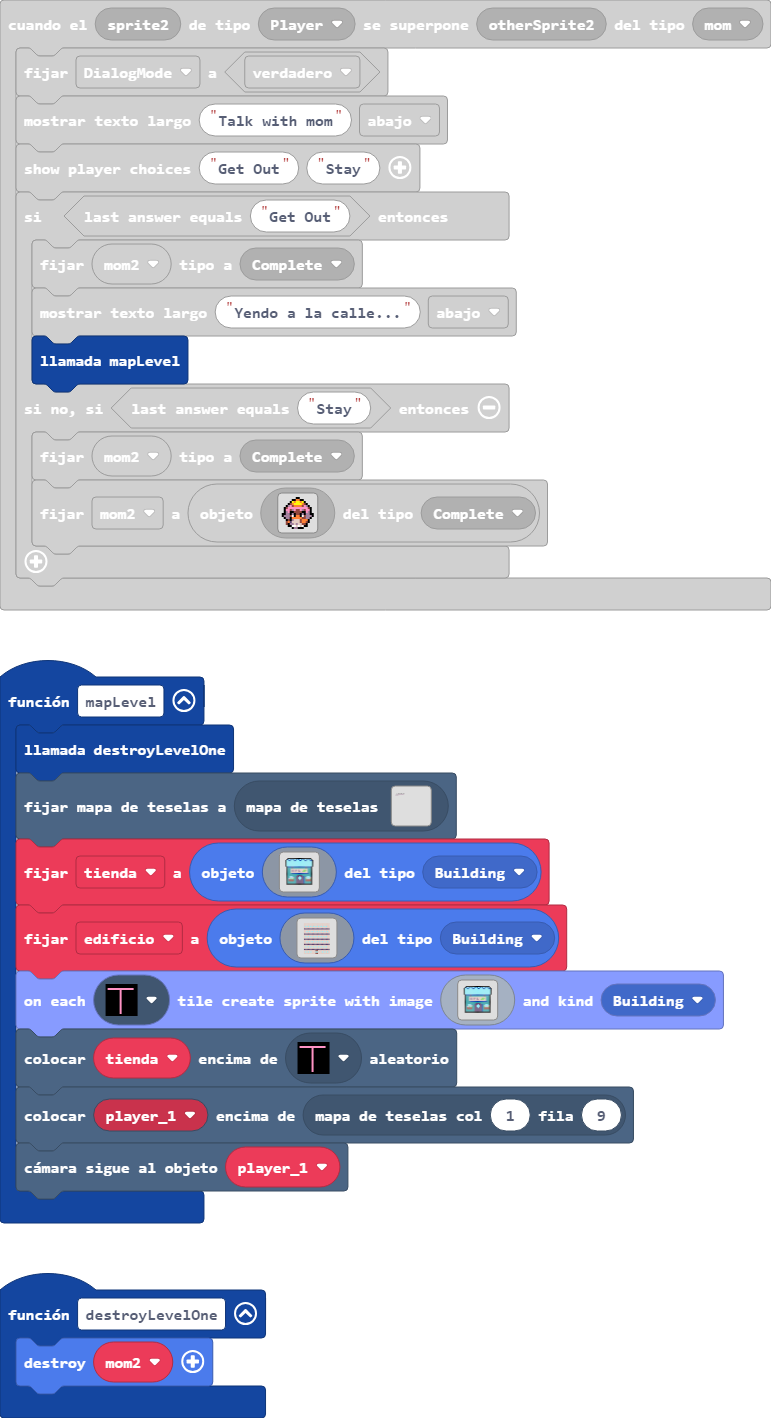 cuando el sprite2 de tipo Player se superpone otherSprite2 del tipo mom
fijar DialogMode a verdadero
mostrar texto largo "Talk with mom" abajo
show player choices "Get Out" "Stay"
si last answer equals "Get Out" entonces
fijar mom2 tipo a Complete
mostrar texto largo "Yendo a la calle..." abajo
llamada mapLevel
si no, si last answer equals "Stay" entonces
fijar mom2 tipo a Complete
fijar mom2 a objeto del tipo Complete
función mapLevel
llamada destroyLevelOne
fijar mapa de teselas a mapa de teselas
fijar tienda a objeto del tipo Building
fijar edificio a objeto del tipo Building
on each T tile create sprite with image and kind Building
colocar tienda encima de T aleatorio
colocar player_1 encima de mapa de teselas col 1 fila 9
cámara sigue al objeto player_1
función destroyLevelOne
destroy mom2